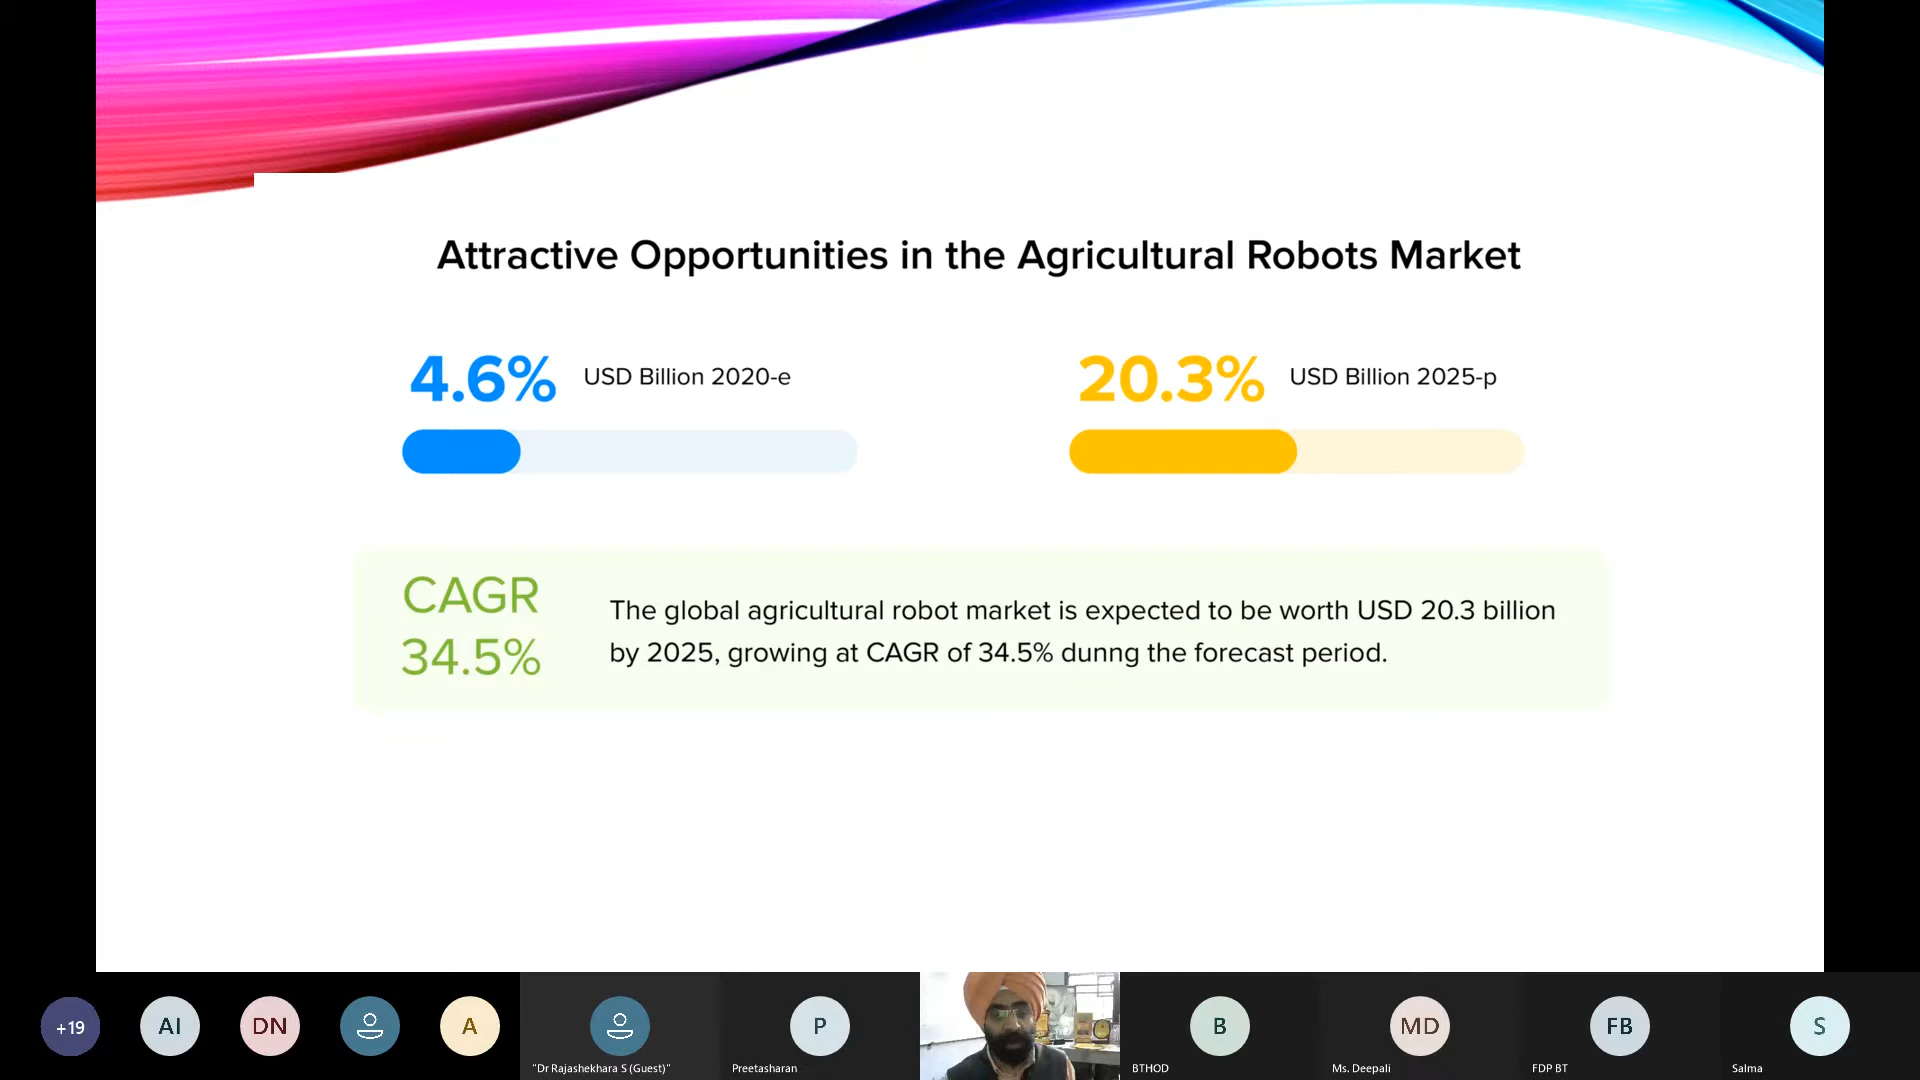 Attractive Opportunities in the Agricultural Robots Market
4.6% USD Billion 2020-e
20.3% USD Billion 2025-p
CAGR
34.5%
The global agricultural robot market is expected to be worth USD 20.3 billion
by 2025, growing at CAGR of 34.5% dunng the forecast period.
+19
AI
DN
A
"Dr Rajashekhara S (Guest)"
P
Preetasharan
B
BTHOD
MD
Ms. Deepali
FB
FDP BT
S
Salma